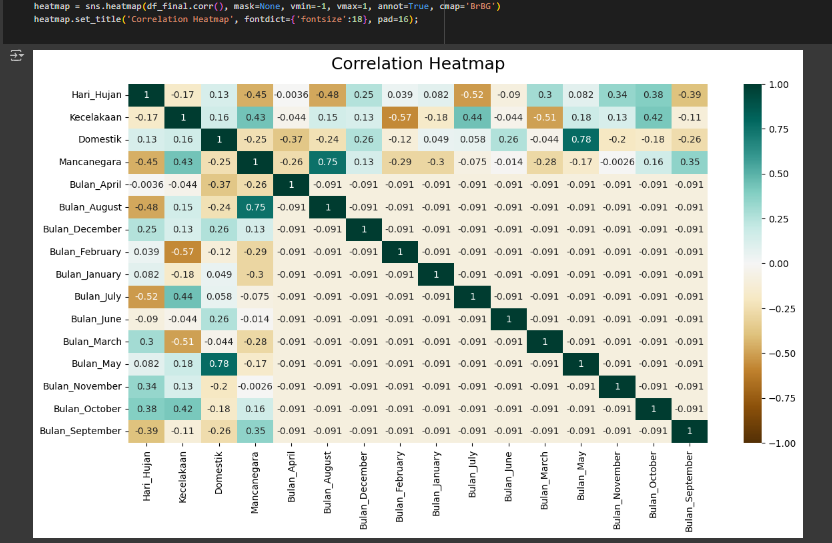 heatmap = sns.heatmap(df_final.corr(), mask=None, vmin=-1, vmax=1, annot=True, cmap='BrBG')
heatmap.set_title('Correlation Heatmap', fontdict={'fontsize':18}, pad=16);
Correlation Heatmap
Hari_Hujan 1 -0.17 0.13 -0.45 -0.0036 -0.48 0.25 0.039 0.082 -0.52 -0.09 0.3 0.082 0.34 0.38 -0.39
Kecelakaan -0.17 1 0.16 0.43 -0.044 0.15 0.13 -0.57 -0.18 0.44 -0.044 -0.51 0.18 0.13 0.42 -0.11
Domestik 0.13 0.16 1 -0.25 -0.37 -0.24 0.26 -0.12 0.049 0.058 0.26 -0.044 0.78 -0.2 -0.18 -0.26
Mancanegara -0.45 0.43 -0.25 1 -0.26 0.75 0.13 -0.29 -0.3 -0.075 -0.014 -0.28 -0.17 -0.0026 0.16 0.35
Bulan_April -0.0036 -0.044 -0.37 -0.26 1 -0.091 -0.091 -0.091 -0.091 -0.091 -0.091 -0.091 -0.091 -0.091 -0.091 -0.091
Bulan_August -0.48 0.15 -0.24 0.75 -0.091 1 -0.091 -0.091 -0.091 -0.091 -0.091 -0.091 -0.091 -0.091 -0.091 -0.091
Bulan_December 0.25 0.13 0.26 0.13 -0.091 -0.091 1 -0.091 -0.091 -0.091 -0.091 -0.091 -0.091 -0.091 -0.091 -0.091
Bulan_February 0.039 -0.57 -0.12 -0.29 -0.091 -0.091 -0.091 1 -0.091 -0.091 -0.091 -0.091 -0.091 -0.091 -0.091 -0.091
Bulan_January 0.082 -0.18 0.049 -0.3 -0.091 -0.091 -0.091 -0.091 1 -0.091 -0.091 -0.091 -0.091 -0.091 -0.091 -0.091
Bulan_July -0.52 0.44 0.058 -0.075 -0.091 -0.091 -0.091 -0.091 -0.091 1 -0.091 -0.091 -0.091 -0.091 -0.091 -0.091
Bulan_June -0.09 -0.044 0.26 -0.014 -0.091 -0.091 -0.091 -0.091 -0.091 -0.091 1 -0.091 -0.091 -0.091 -0.091 -0.091
Bulan_March 0.3 -0.51 -0.044 -0.28 -0.091 -0.091 -0.091 -0.091 -0.091 -0.091 -0.091 1 -0.091 -0.091 -0.091 -0.091
Bulan_May 0.082 0.18 0.78 -0.17 -0.091 -0.091 -0.091 -0.091 -0.091 -0.091 -0.091 -0.091 1 -0.091 -0.091 -0.091
Bulan_November 0.34 0.13 -0.2 -0.0026 -0.091 -0.091 -0.091 -0.091 -0.091 -0.091 -0.091 -0.091 -0.091 1 -0.091 -0.091
Bulan_October 0.38 0.42 -0.18 0.16 -0.091 -0.091 -0.091 -0.091 -0.091 -0.091 -0.091 -0.091 -0.091 -0.091 1 -0.091
Bulan_September -0.39 -0.11 -0.26 0.35 -0.091 -0.091 -0.091 -0.091 -0.091 -0.091 -0.091 -0.091 -0.091 -0.091 -0.091 1
Hari_Hujan
Kecelakaan
Domestik
Mancanegara
Bulan_April
Bulan_August
Bulan_December
Bulan_February
Bulan_January
Bulan_July
Bulan_June
Bulan_March
Bulan_May
Bulan_November
Bulan_October
Bulan_September
1.00
0.75
0.50
0.25
0.00
−0.25
−0.50
−0.75
−1.00